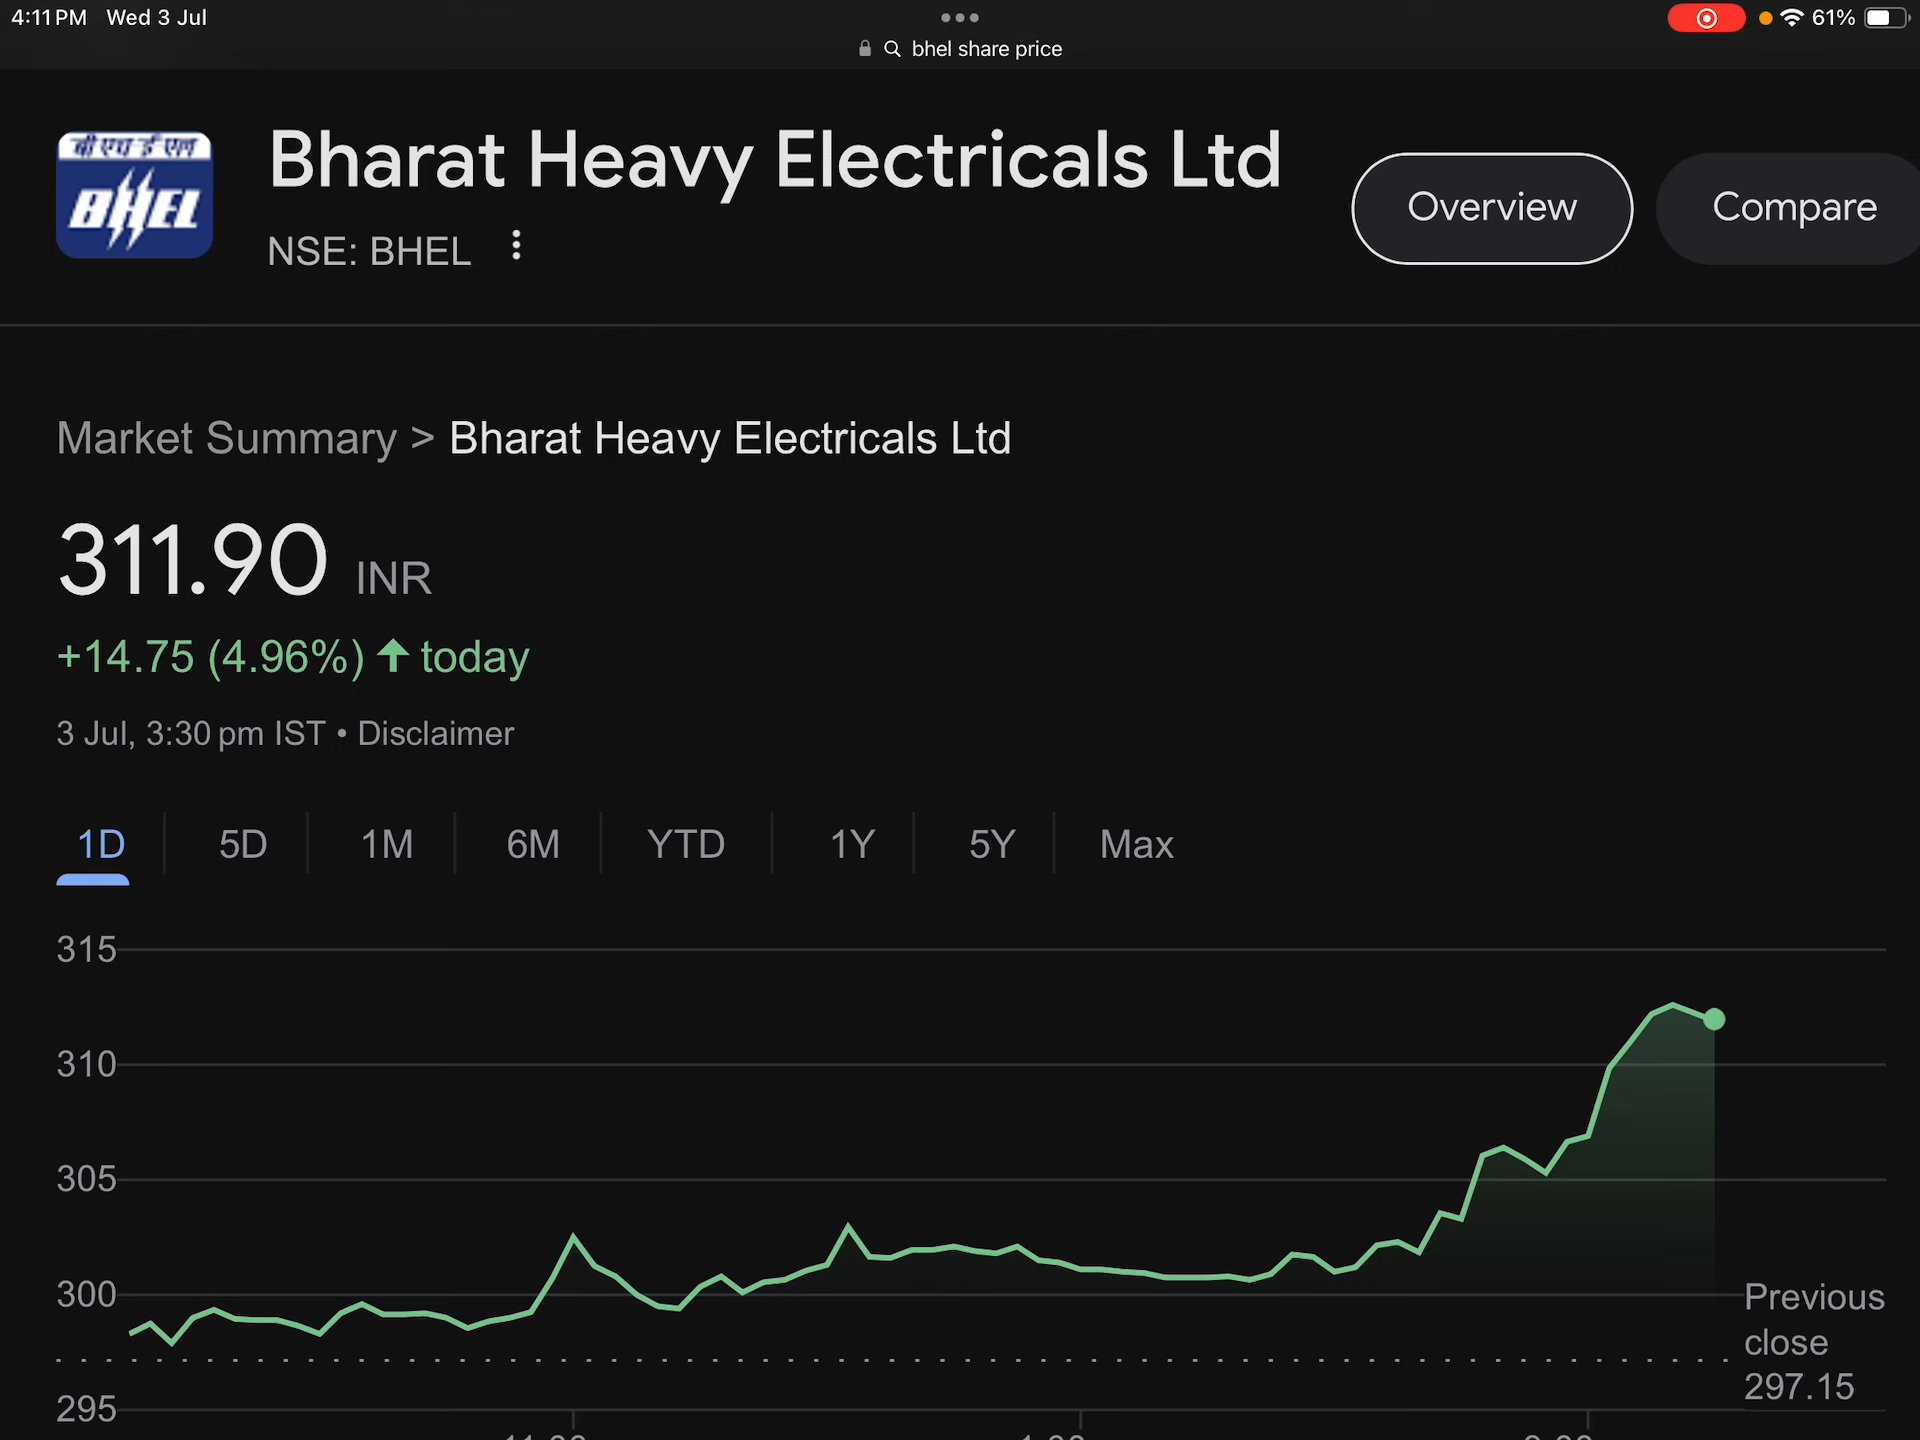 4:11 PM Wed 3 Jul
61%
bhel share price
बी एच ई एल
BHEL
Bharat Heavy Electricals Ltd
NSE: BHEL
Overview
Compare
Market Summary > Bharat Heavy Electricals Ltd
311.90 INR
+14.75 (4.96%) ↑ today
3 Jul, 3:30 pm IST • Disclaimer
1D 5D 1M 6M YTD 1Y 5Y Max
315
310
305
300
Previous
close
297.15
295